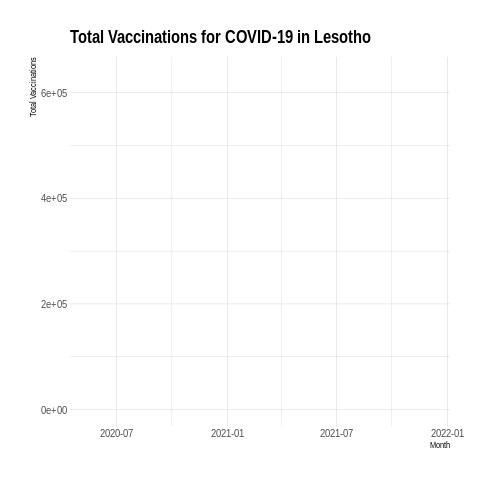 Total Vaccinations for COVID-19 in Lesotho
Total Vaccinations
6e+05
4e+05
2e+05
0e+00
2020-07 2021-01 2021-07 2022-01
Month